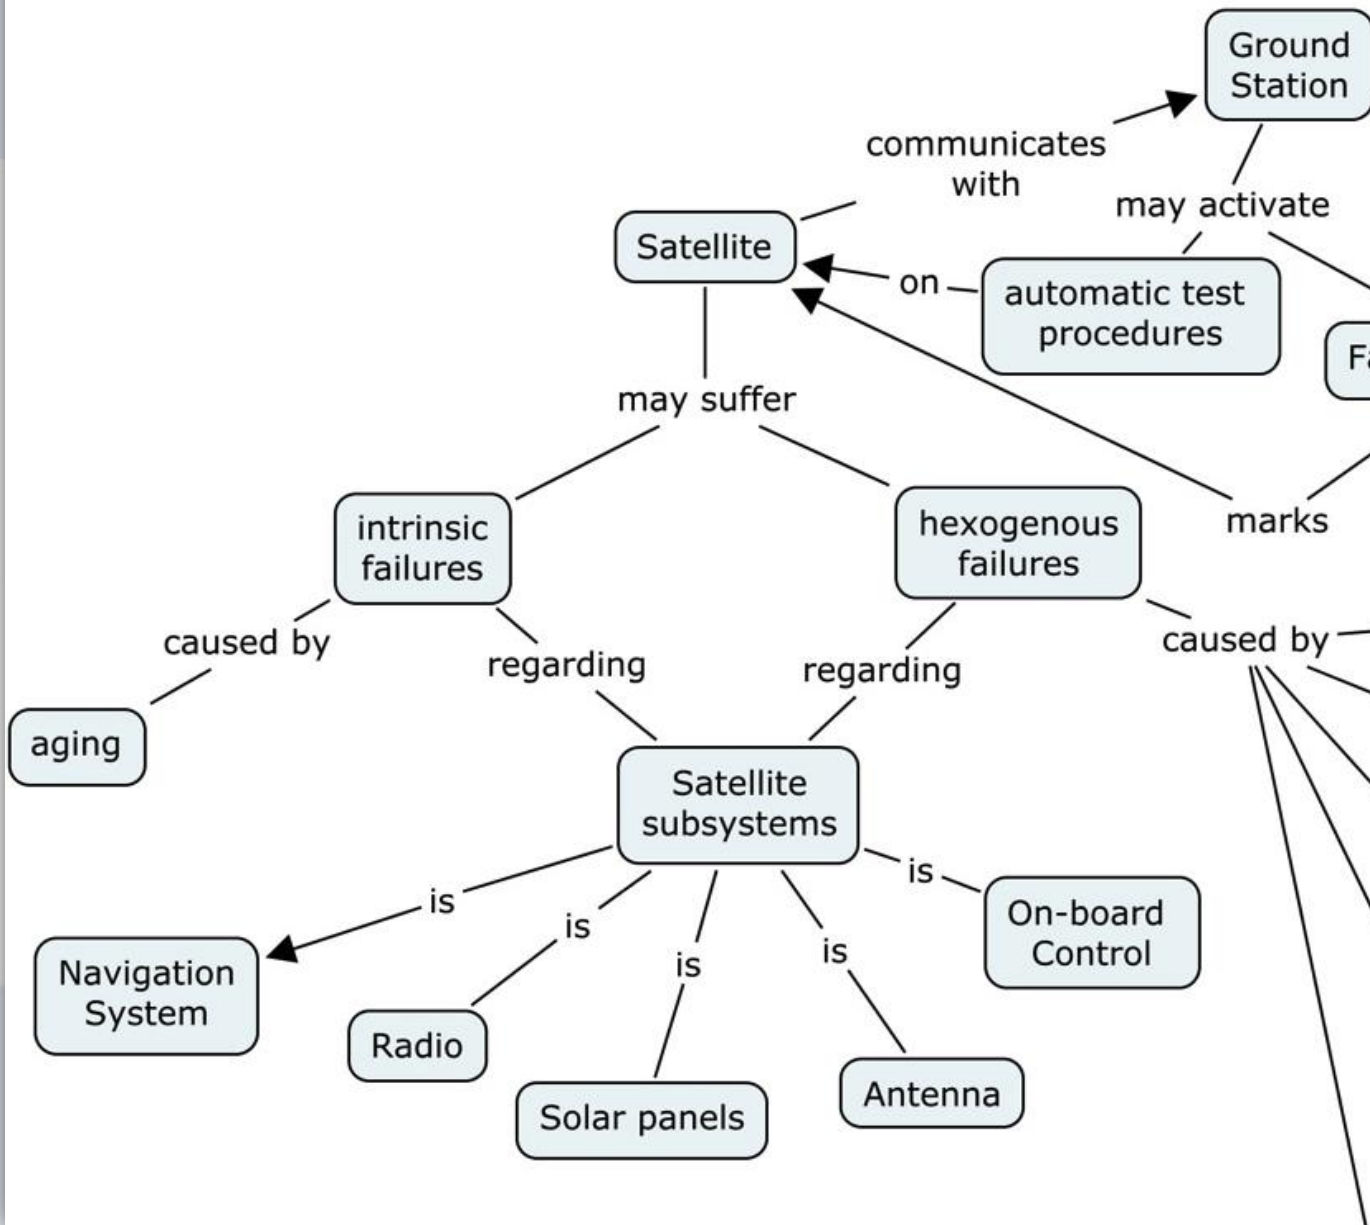 Ground
Station
communicates
with
may activate
Satellite
on
automatic test
procedures
Fa
may suffer
intrinsic
failures
hexogenous
failures
marks
caused by
regarding
regarding
caused by
aging
Satellite
subsystems
is
is
is
is
is
Navigation
System
On-board
Control
Radio
Solar panels
Antenna